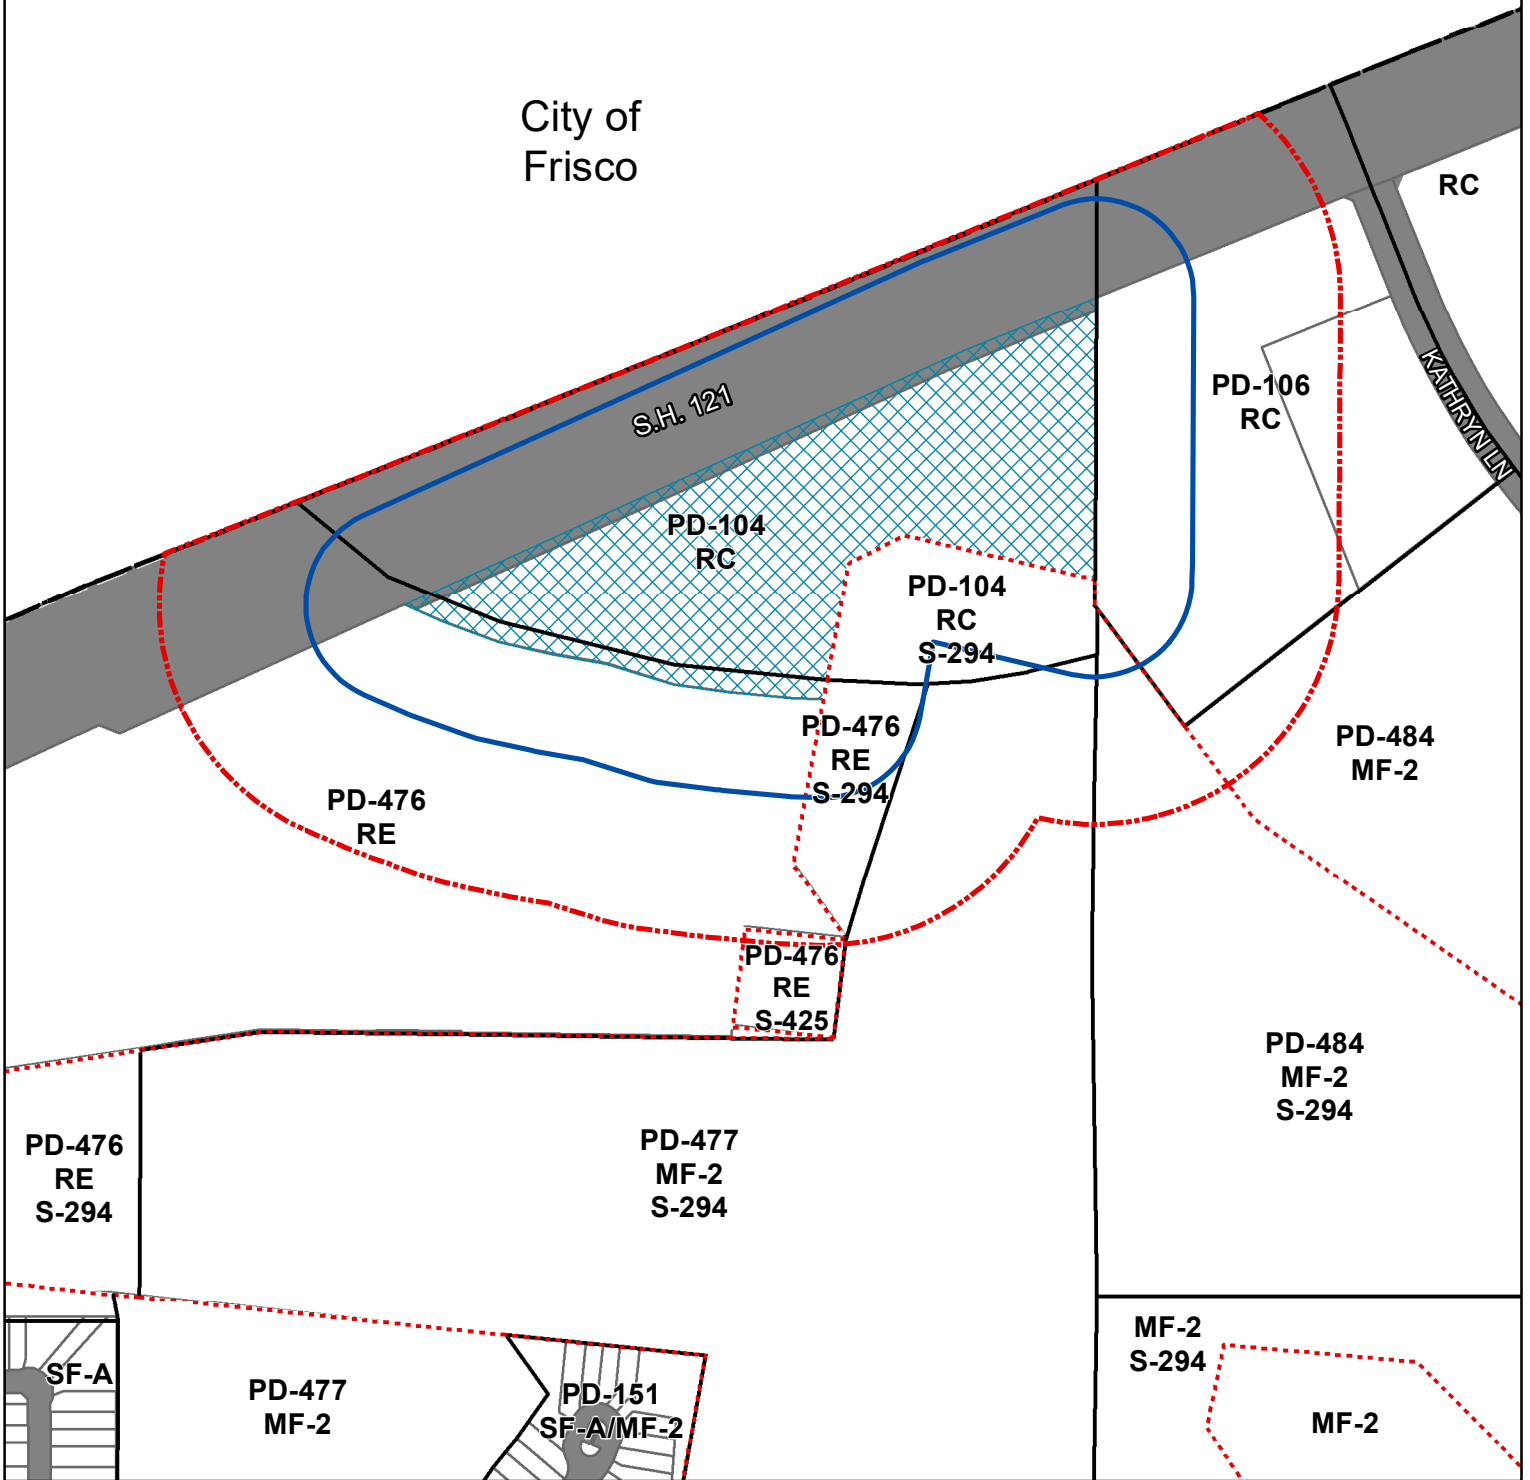 City of
Frisco
RC
S.H. 121
PD-106
RC
KATHRYN LN
PD-104
RC
PD-104
RC
S-294
PD-476
RE
S-294
PD-484
MF-2
PD-476
RE
PD-476
RE
S-425
PD-484
MF-2
S-294
PD-476
RE
S-294
PD-477
MF-2
S-294
MF-2
S-294
SF-A
PD-477
MF-2
PD-151
SF-A/MF-2
MF-2